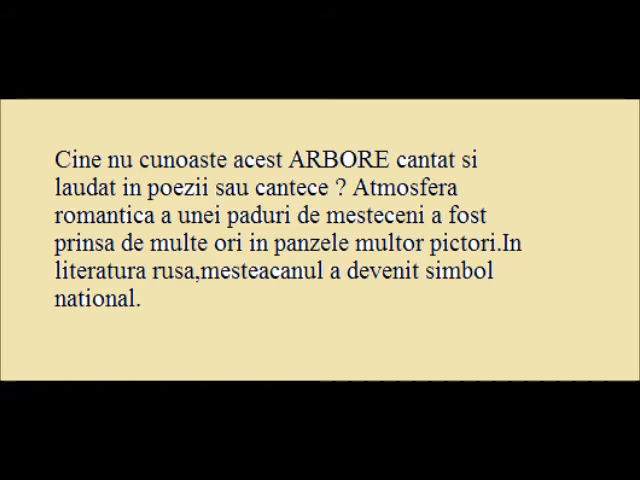 Cine nu cunoaste acest ARBORE cantat si
laudat in poezii sau cantece ? Atmosfera
romantica a unei paduri de mesteceni a fost
prinsa de multe ori in panzele multor pictori.In
literatura rusa,mesteacanul a devenit simbol
national.